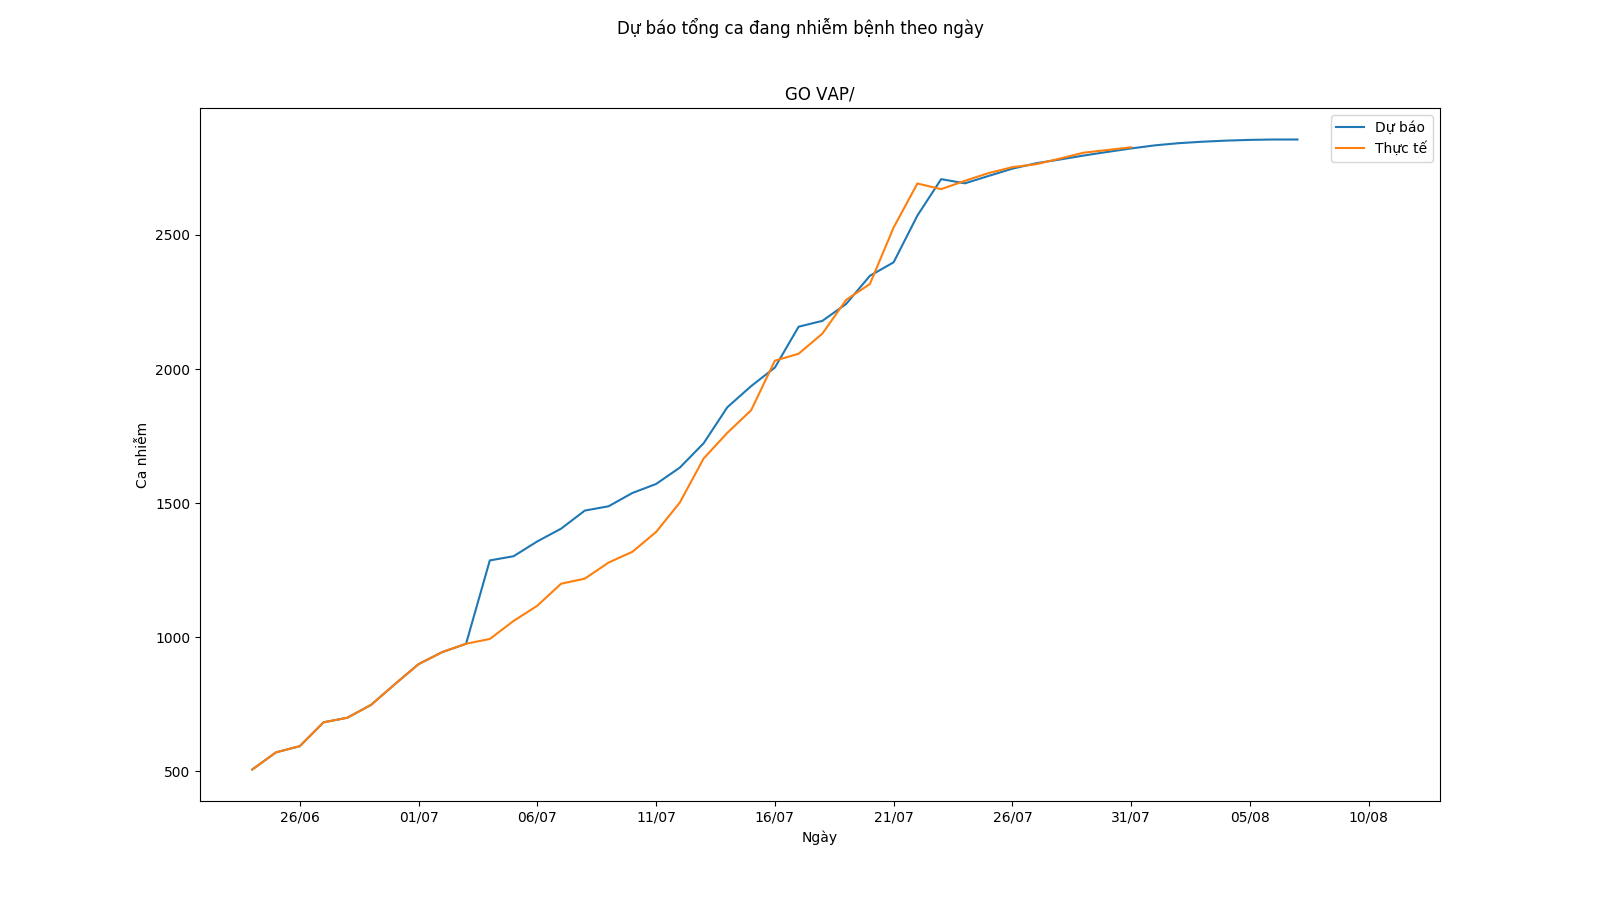 Dự báo tổng ca đang nhiễm bệnh theo ngày
GO VAP/
Dự báo
Thực tế
Ca nhiễm
2500
2000
1500
1000
500
26/06 01/07 06/07 11/07 16/07 21/07 26/07 31/07 05/08 10/08
Ngày